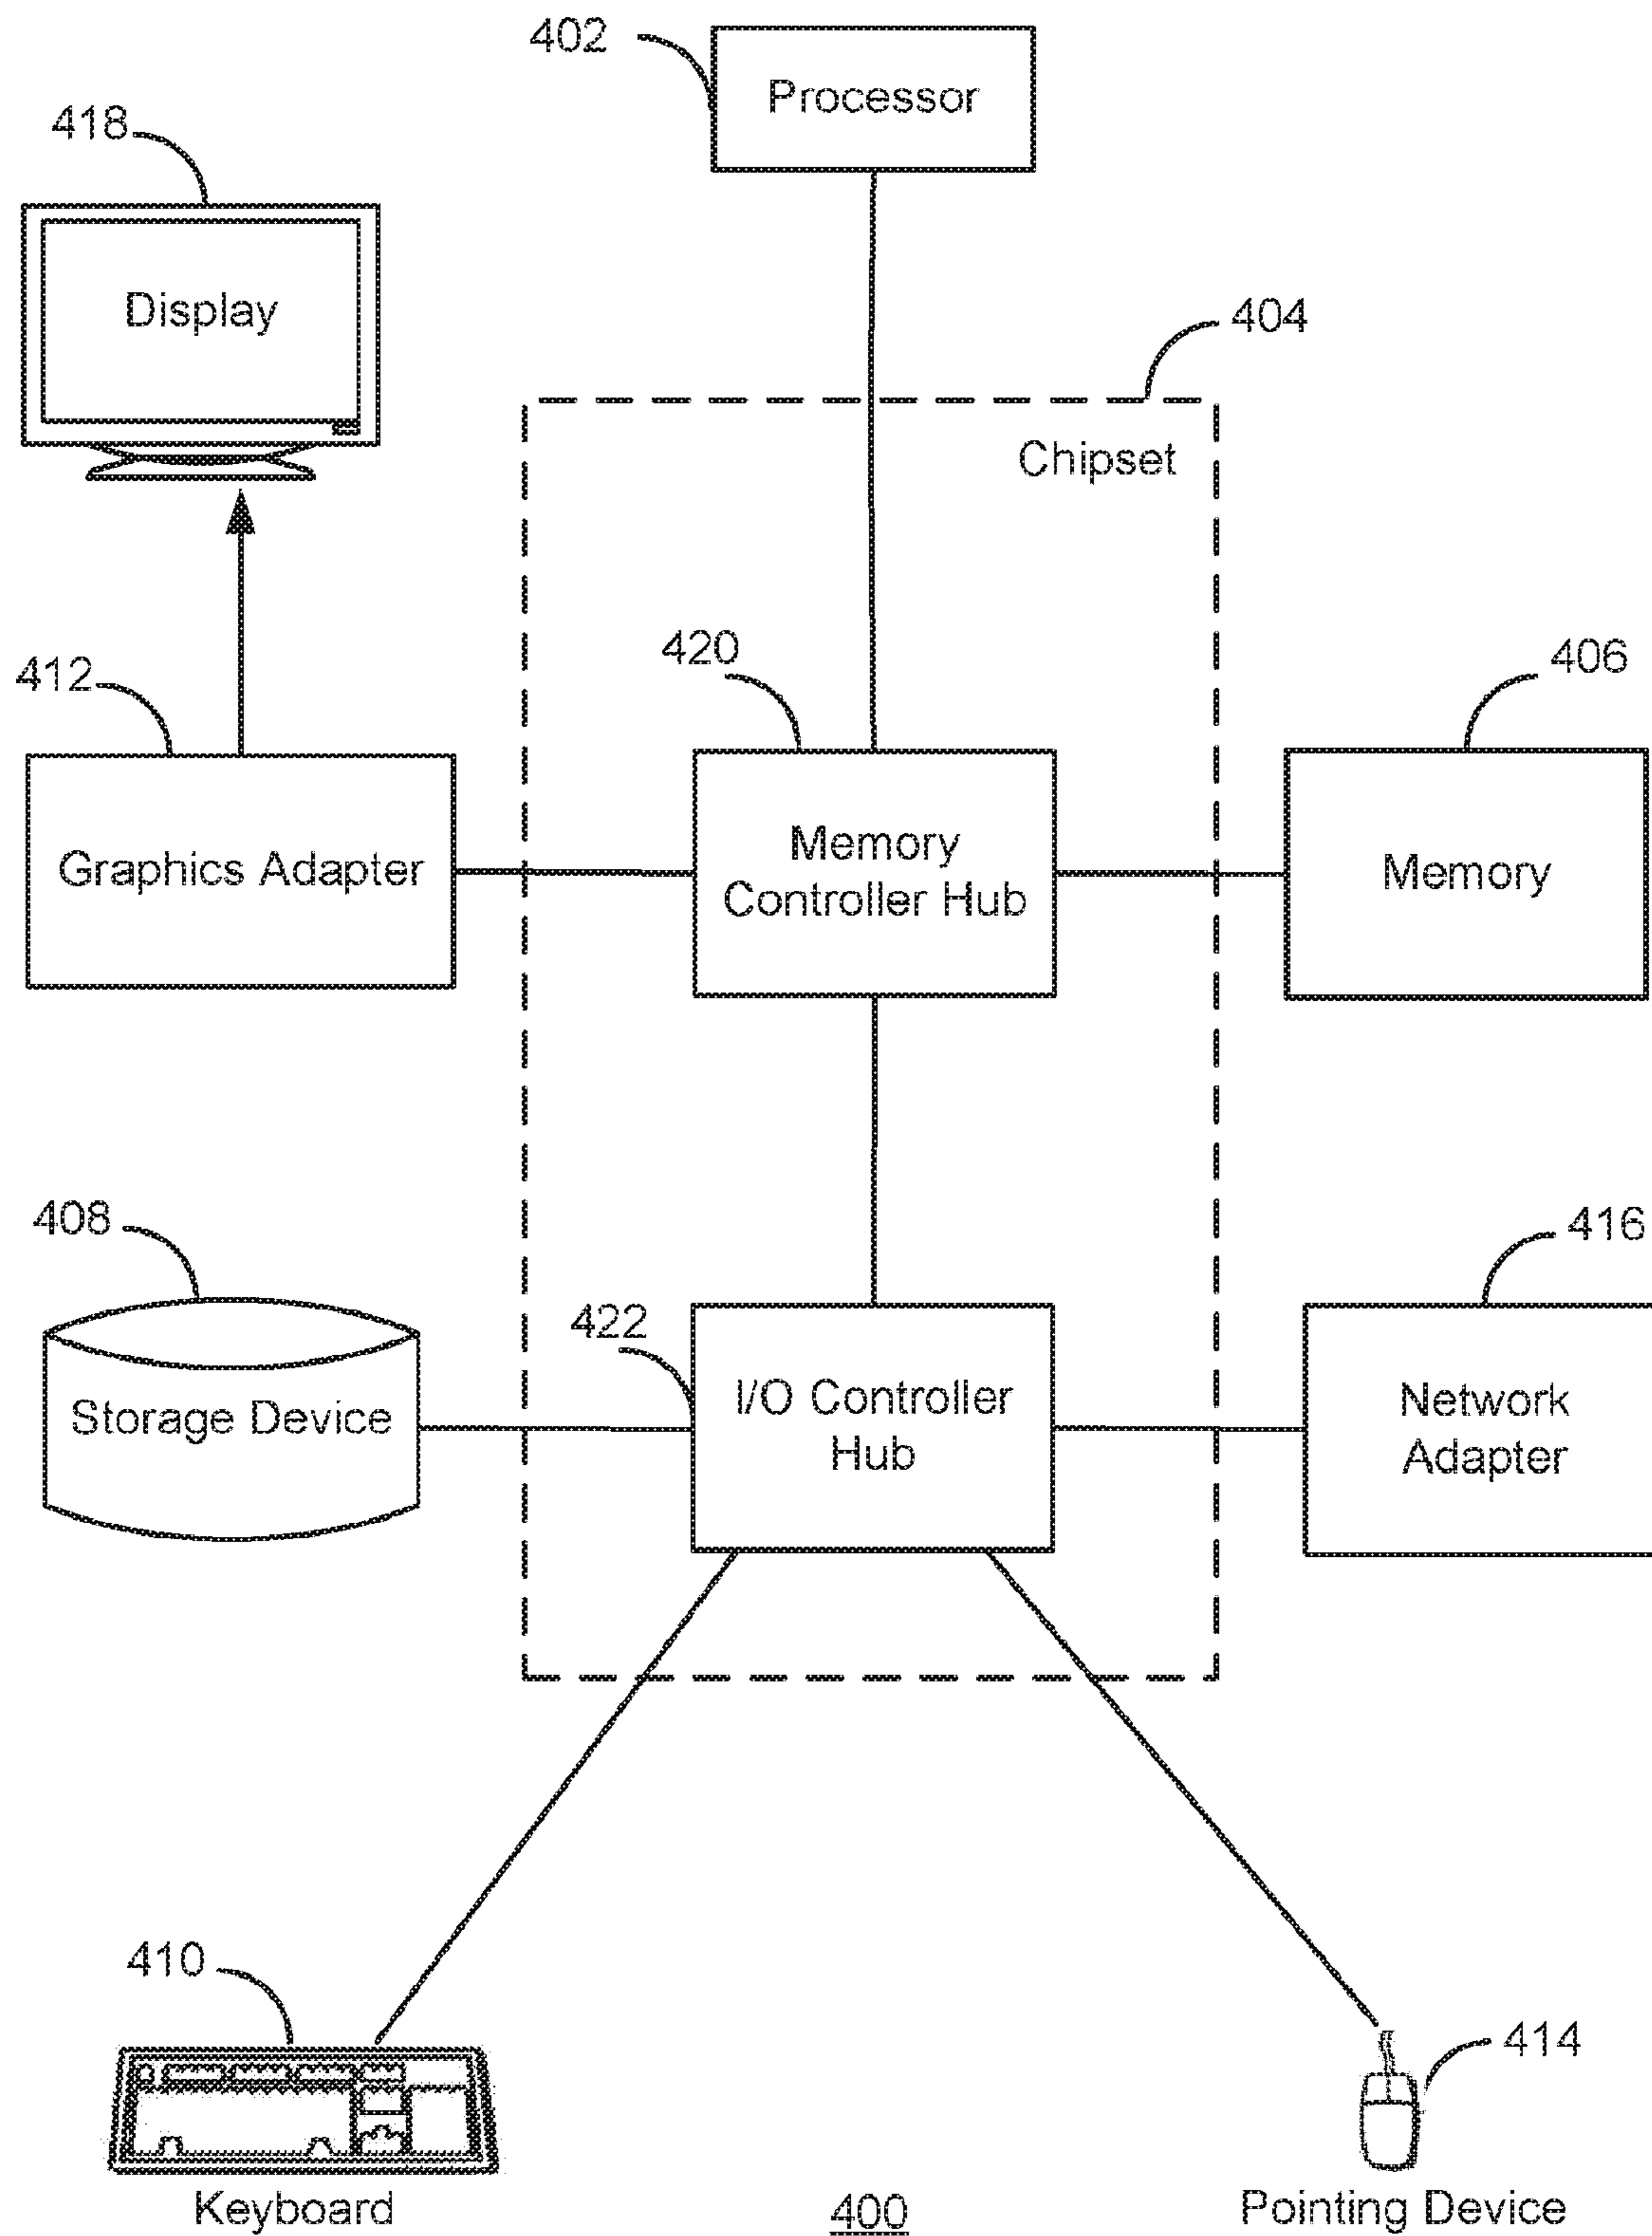 402
Processor
418
Display
404
Chipset
412
420
406
Graphics Adapter
Memory
Controller Hub
Memory
408
422
416
Storage Device
I/O Controller
Hub
Network
Adapter
410
414
Keyboard
400
Pointing Device